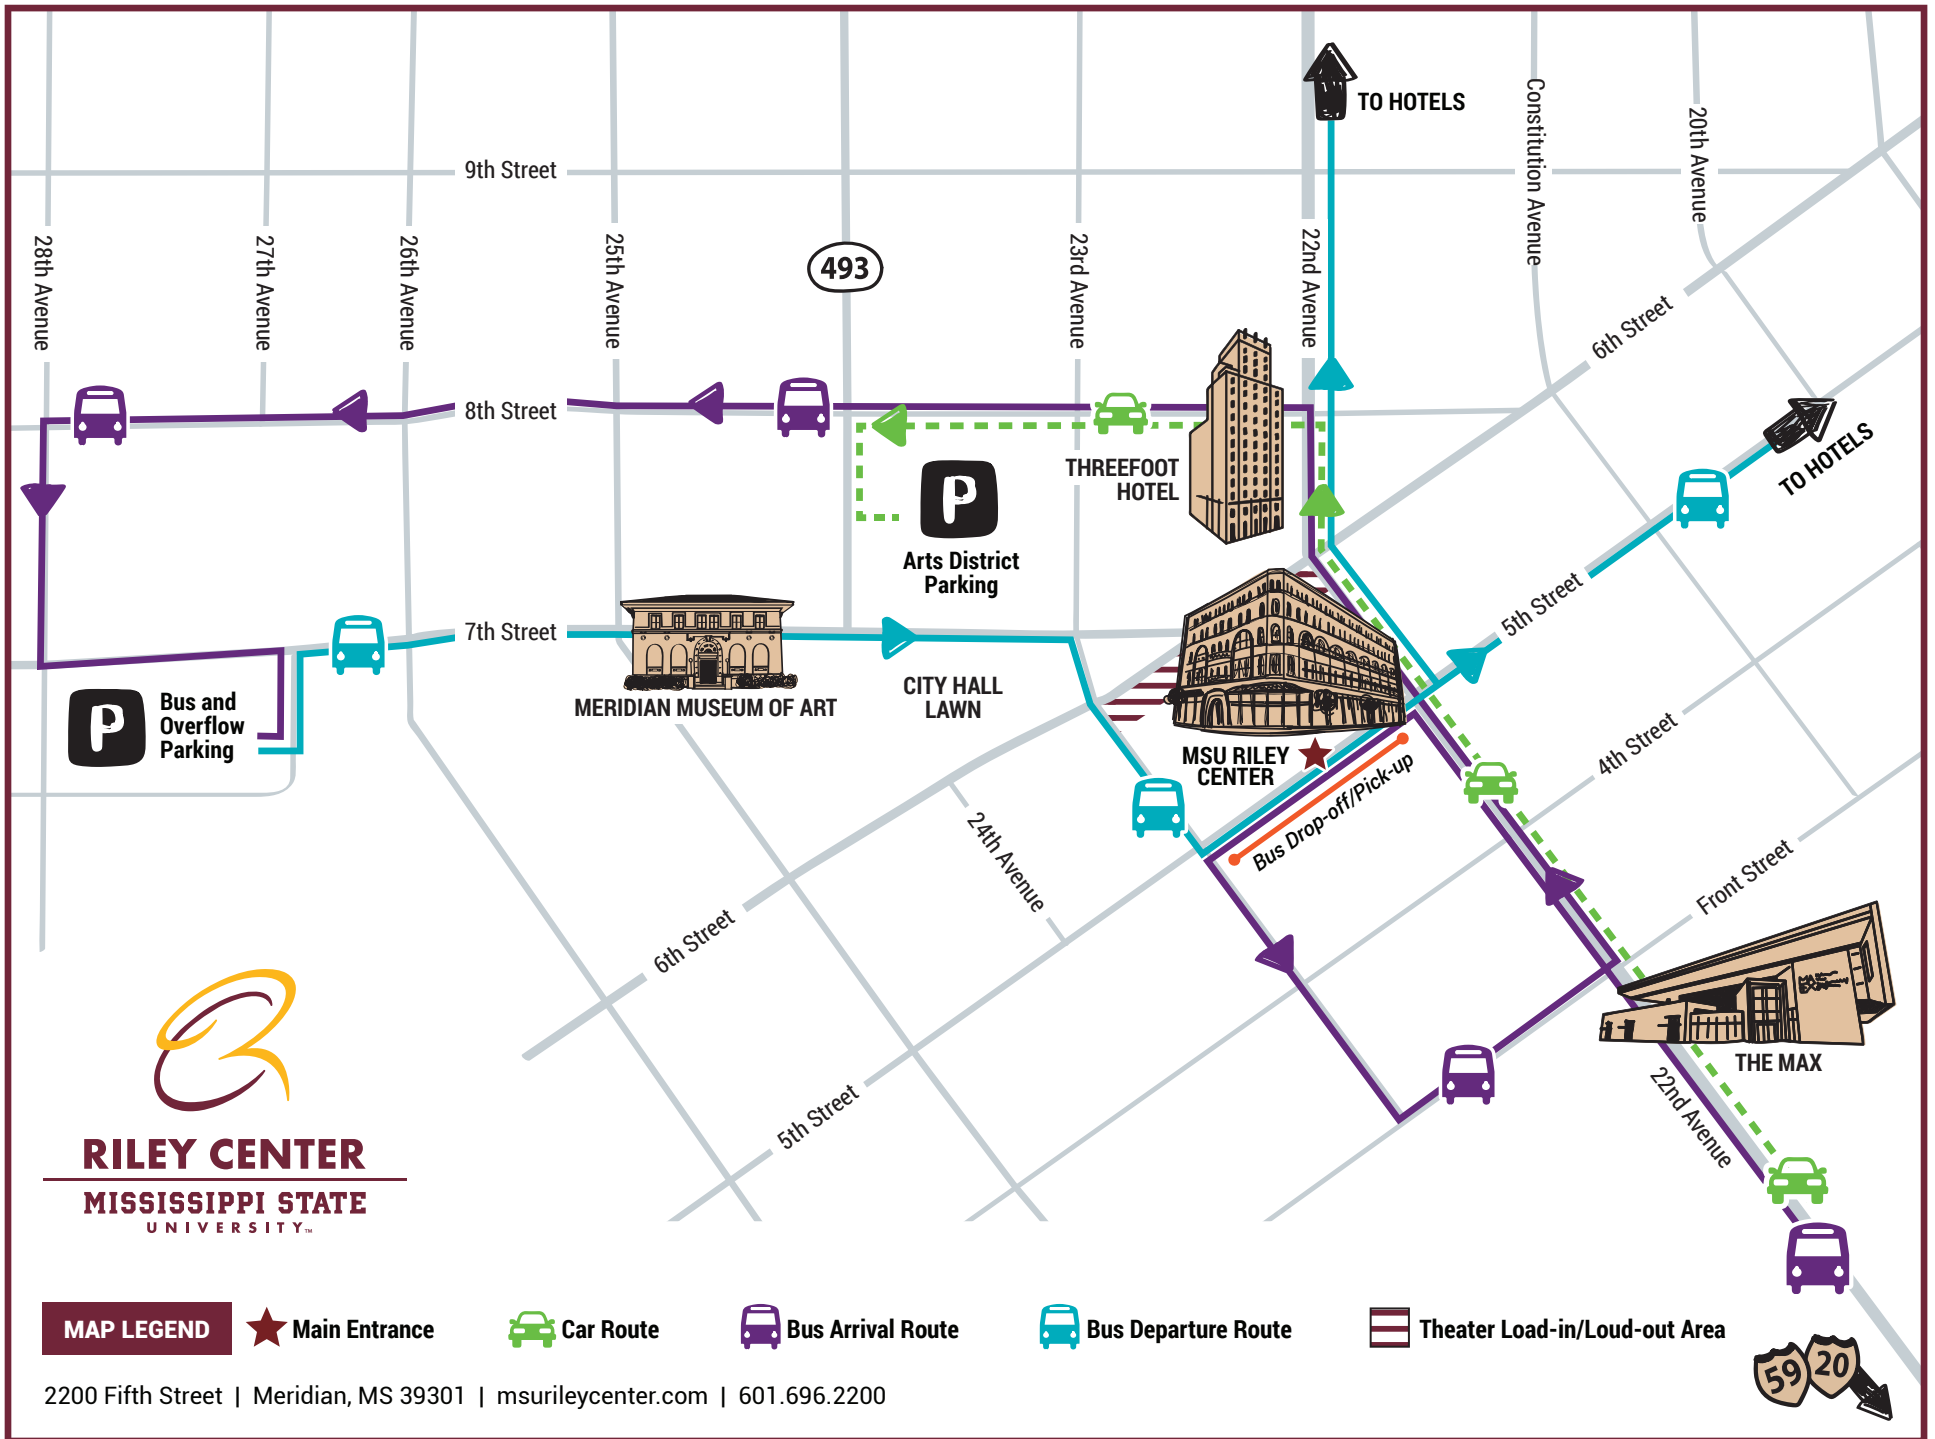 TO HOTELS
Constitution Avenue
20th Avenue
9th Street
28th Avenue
27th Avenue
26th Avenue
25th Avenue
493
23rd Avenue
22nd Avenue
6th Street
8th Street
TO HOTELS
THREEFOOT
HOTEL
P
Arts District
Parking
5th Street
7th Street
MERIDIAN MUSEUM OF ART
CITY HALL
LAWN
P
Bus and
Overflow
Parking
MSU RILEY
CENTER
Bus Drop-off/Pick-up
4th Street
24th Avenue
Front Street
6th Street
THE MAX
22nd Avenue
5th Street
RILEY CENTER
MISSISSIPPI STATE
UNIVERSITY™
MAP LEGEND
Main Entrance
Car Route
Bus Arrival Route
Bus Departure Route
Theater Load-in/Loud-out Area
59
20
2200 Fifth Street | Meridian, MS 39301 | msurileycenter.com | 601.696.2200